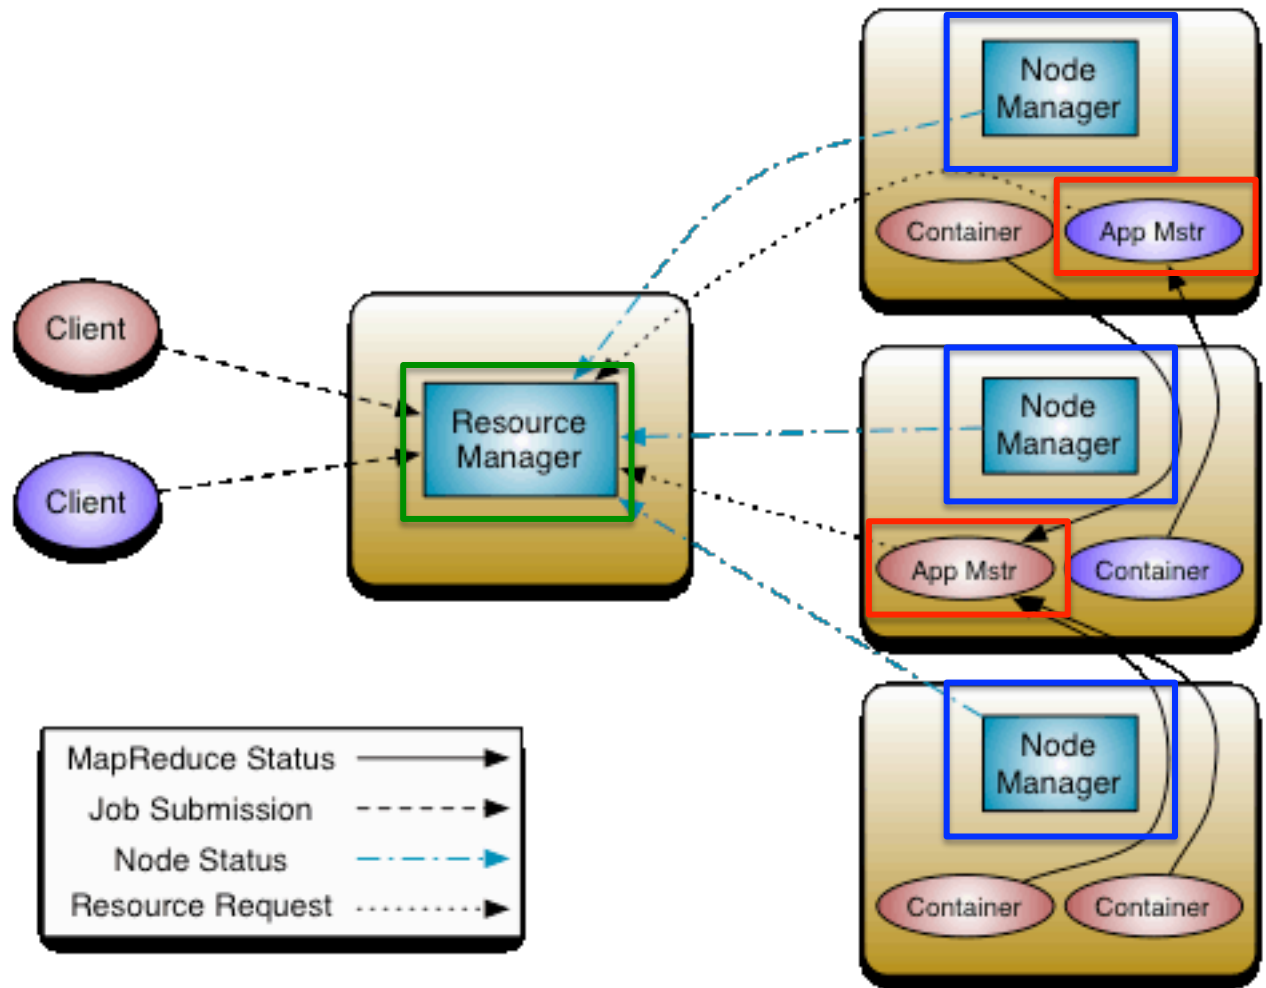 Node
Manager
Container
App Mstr
Client
Client
Resource
Manager
Node
Manager
App Mstr
Container
Node
Manager
Container
Container
MapReduce Status
Job Submission
Node Status
Resource Request